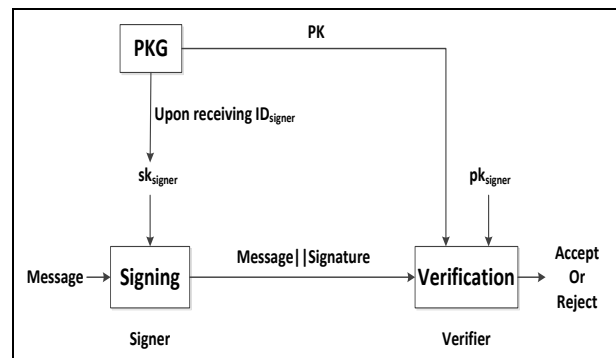 PK
PKG
Upon receiving IDsigner
sksigner
pksigner
Message||Signature
Message
Signing
Verification
Accept
Or
Reject
Signer
Verifier